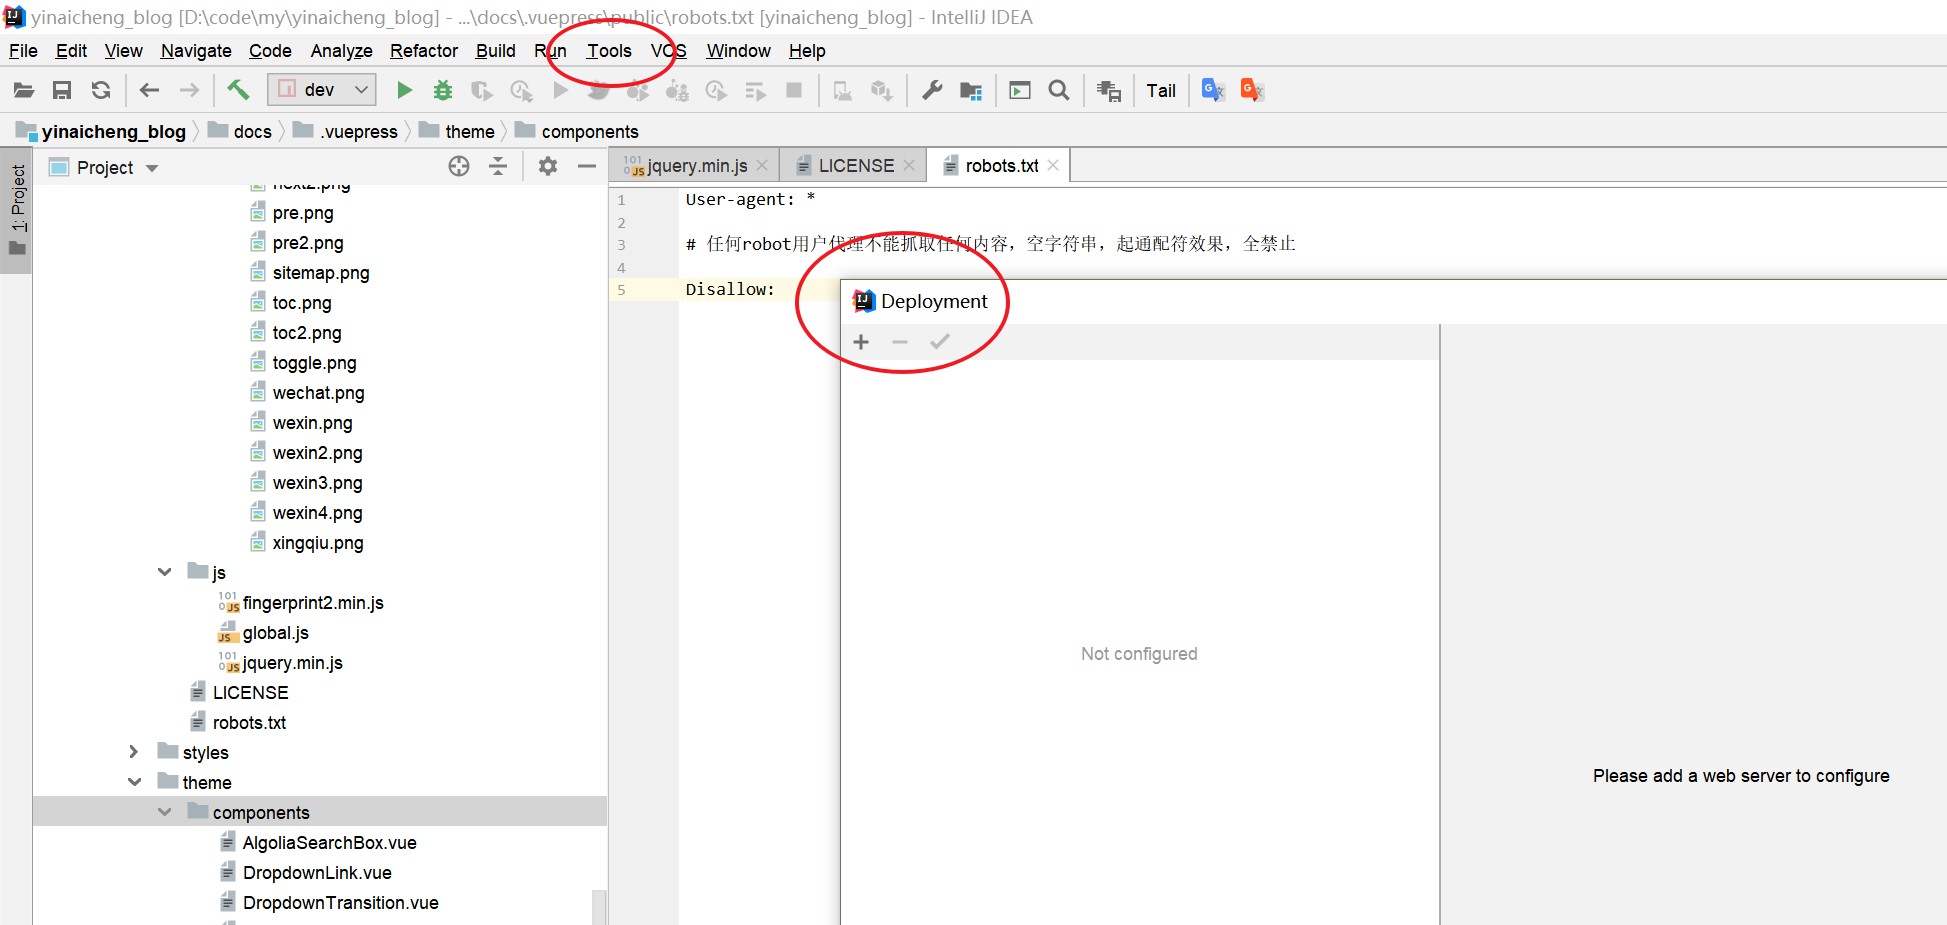 yinaicheng_blog [D:\code\my\yinaicheng_blog] - ...\docs\.vuepress\public\robots.txt [yinaicheng_blog] - IntelliJ IDEA
File Edit View Navigate Code Analyze Refactor Build Run Tools VCS Window Help
dev
Tail
yinaicheng_blog docs .vuepress theme components
1: Project
Project
next2.png
pre.png
pre2.png
sitemap.png
toc.png
toc2.png
toggle.png
wechat.png
wexin.png
wexin2.png
wexin3.png
wexin4.png
xingqiu.png
js
fingerprint2.min.js
global.js
jquery.min.js
LICENSE
robots.txt
styles
theme
components
AlgoliaSearchBox.vue
DropdownLink.vue
DropdownTransition.vue
jquery.min.js LICENSE robots.txt
1 User-agent: *
2
3 # 任何robot用户代理不能抓取任何内容，空字符串，起通配符效果，全禁止
4
5 Disallow:
Deployment
Not configured
Please add a web server to configure